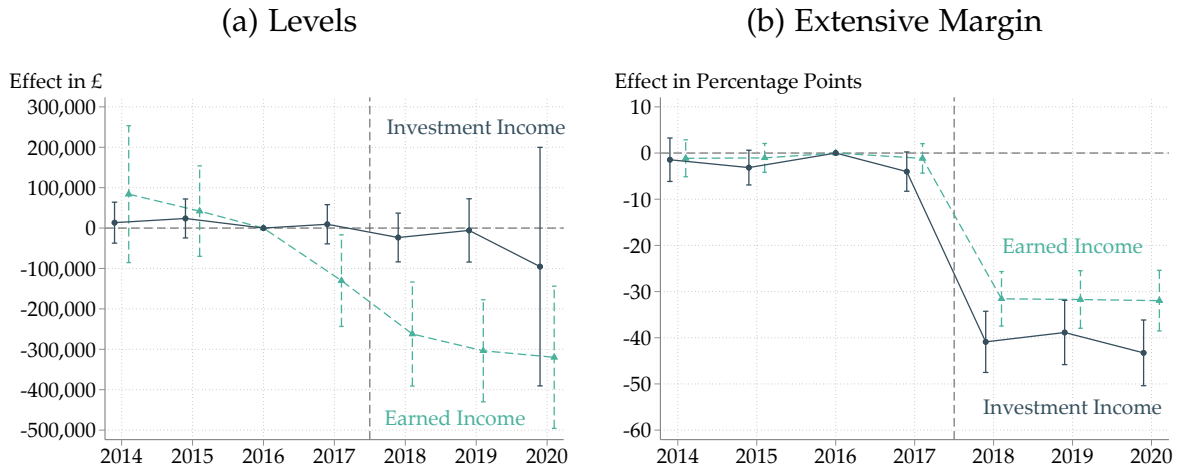 (a) Levels
Effect in £
300,000
200,000
100,000
0
-100,000
-200,000
-300,000
-400,000
-500,000
Investment Income
Earned Income
2014 2015 2016 2017 2018 2019 2020
(b) Extensive Margin
Effect in Percentage Points
10
0
-10
-20
-30
-40
-50
-60
Earned Income
Investment Income
2014 2015 2016 2017 2018 2019 2020